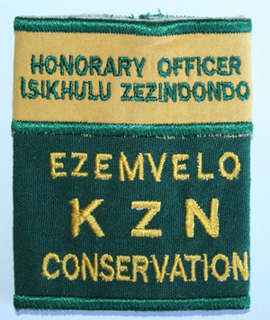 HONORARY OFFICER
ISIKHULU ZEZINDONDO
EZEMVELO
KZN
CONSERVATION